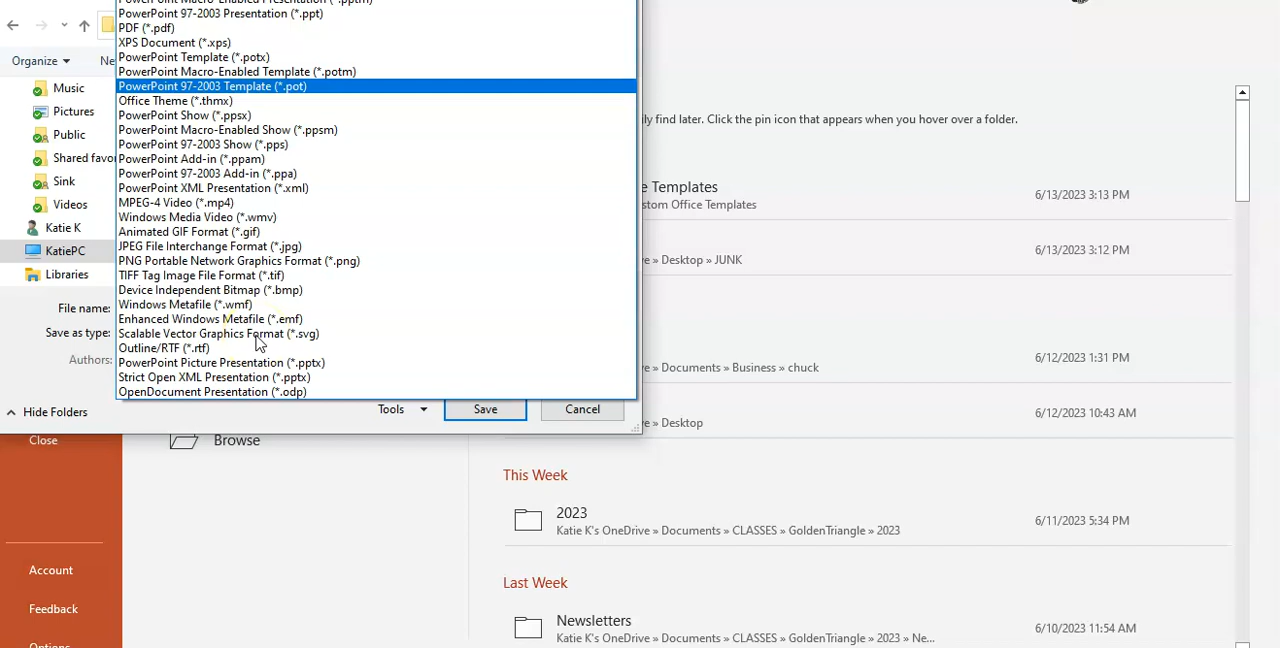 PowerPoint Macro-Enabled Presentation (*.pptm)
PowerPoint 97-2003 Presentation (*.ppt)
PDF (*.pdf)
XPS Document (*.xps)
PowerPoint Template (*.potx)
PowerPoint Macro-Enabled Template (*.potm)
PowerPoint 97-2003 Template (*.pot)
Office Theme (*.thmx)
PowerPoint Show (*.ppsx)
PowerPoint Macro-Enabled Show (*.ppsm)
PowerPoint 97-2003 Show (*.pps)
PowerPoint Add-in (*.ppam)
PowerPoint 97-2003 Add-in (*.ppa)
PowerPoint XML Presentation (*.xml)
MPEG-4 Video (*.mp4)
Windows Media Video (*.wmv)
Animated GIF Format (*.gif)
JPEG File Interchange Format (*.jpg)
PNG Portable Network Graphics Format (*.png)
TIFF Tag Image File Format (*.tif)
Device Independent Bitmap (*.bmp)
Windows Metafile (*.wmf)
Enhanced Windows Metafile (*.emf)
Scalable Vector Graphics Format (*.svg)
Outline/RTF (*.rtf)
PowerPoint Picture Presentation (*.pptx)
Strict Open XML Presentation (*.pptx)
OpenDocument Presentation (*.odp)
Organize
Ne
Music
Pictures
Public
Shared favo
Sink
Videos
Katie K
KatiePC
Libraries
File name:
Save as type:
Authors:
Hide Folders
Tools
Save
Cancel
Close
Account
Feedback
Options
Browse
ly find later. Click the pin icon that appears when you hover over a folder.
e Templates
stom Office Templates
6/13/2023 3:13 PM
ve » Desktop » JUNK
6/13/2023 3:12 PM
ve » Documents » Business » chuck
6/12/2023 1:31 PM
ve » Desktop
6/12/2023 10:43 AM
This Week
2023
Katie K's OneDrive » Documents » CLASSES » GoldenTriangle » 2023
6/11/2023 5:34 PM
Last Week
Newsletters
Katie K's OneDrive » Documents » CLASSES » GoldenTriangle » 2023 » Ne...
6/10/2023 11:54 AM